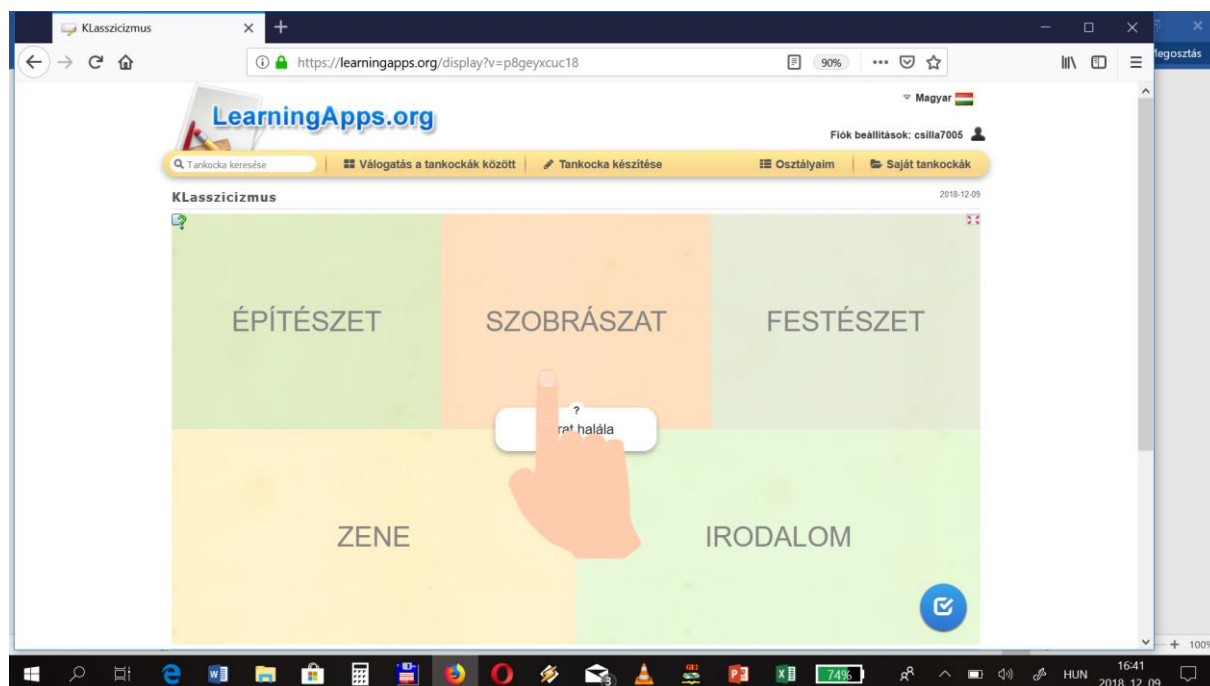 KLasszicizmus
Megosztás
https://learningapps.org/display?v=p8geyxcuc18
90%
LearningApps.org
Magyar
Fiók beállítások: csilla7005
Tankocka keresése
Válogatás a tankockák között
Tankocka készítése
Osztályaim
Saját tankockák
KLasszicizmus
2018-12-09
ÉPÍTÉSZET
SZOBRÁSZAT
FESTÉSZET
?
rat halála
ZENE
IRODALOM
100%
74%
HUN
16:41
2018. 12. 09